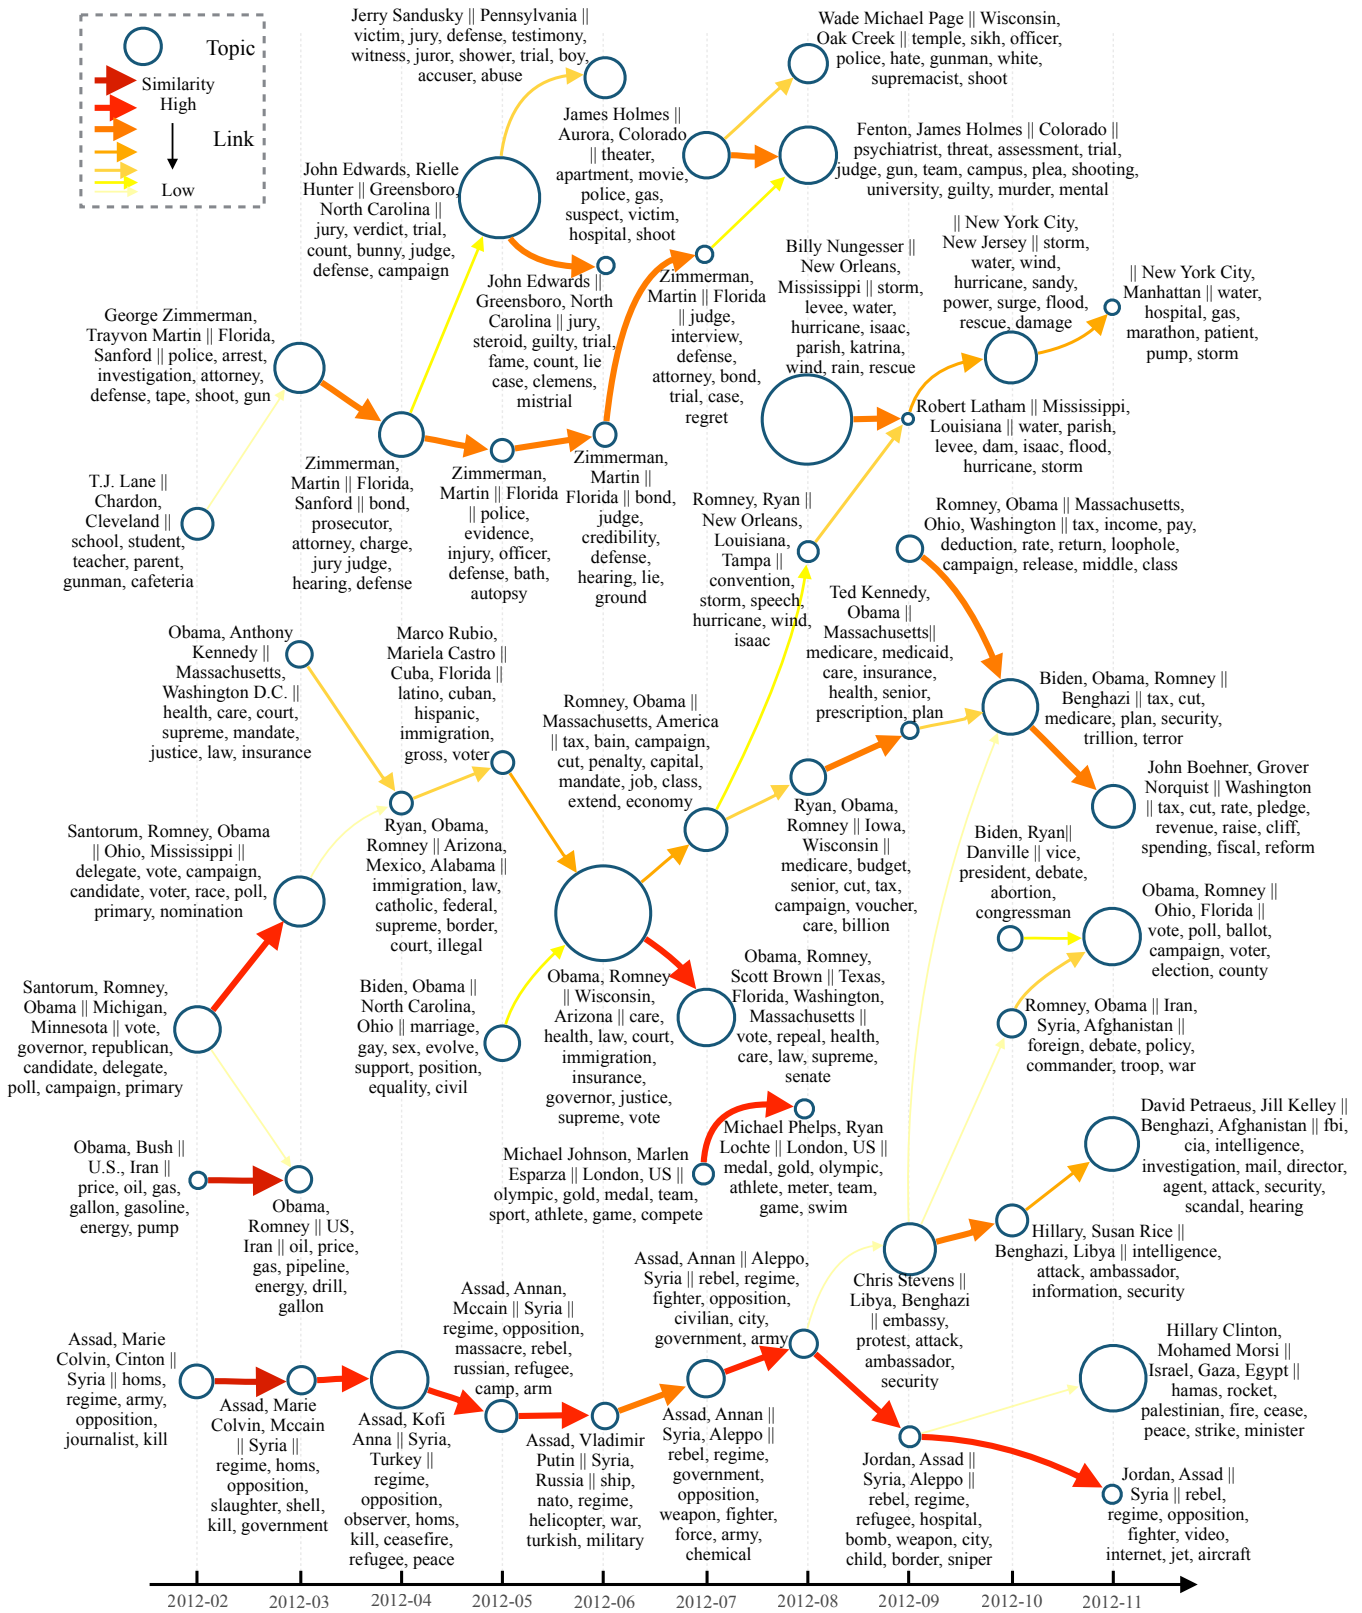 Topic
Similarity
High
Link
Low
Jerry Sandusky || Pennsylvania ||
victim, jury, defense, testimony,
witness, juror, shower, trial, boy,
accuser, abuse
Wade Michael Page || Wisconsin,
Oak Creek || temple, sikh, officer,
police, hate, gunman, white,
supremacist, shoot
James Holmes ||
Aurora, Colorado
|| theater,
apartment, movie,
police, gas,
suspect, victim,
hospital, shoot
Fenton, James Holmes || Colorado ||
psychiatrist, threat, assessment, trial,
judge, gun, team, campus, plea, shooting,
university, guilty, murder, mental
John Edwards, Rielle
Hunter || Greensboro,
North Carolina ||
jury, verdict, trial,
count, bunny, judge,
defense, campaign
John Edwards ||
Greensboro, North
Carolina || jury,
steroid, guilty, trial,
fame, count, lie
case, clemens,
mistrial
Zimmerman,
Martin || Florida
|| judge,
interview,
defense,
attorney, bond,
trial, case,
regret
Billy Nungesser ||
New Orleans,
Mississippi || storm,
levee, water,
hurricane, isaac,
parish, katrina,
wind, rain, rescue
|| New York City,
New Jersey || storm,
water, wind,
hurricane, sandy,
power, surge, flood,
rescue, damage
|| New York City,
Manhattan || water,
hospital, gas,
marathon, patient,
pump, storm
George Zimmerman,
Trayvon Martin || Florida,
Sanford || police, arrest,
investigation, attorney,
defense, tape, shoot, gun
T.J. Lane ||
Chardon,
Cleveland ||
school, student,
teacher, parent,
gunman, cafeteria
Zimmerman,
Martin || Florida,
Sanford || bond,
prosecutor,
attorney, charge,
jury judge,
hearing, defense
Zimmerman,
Martin || Florida
|| police,
evidence,
injury, officer,
defense, bath,
autopsy
Zimmerman,
Martin ||
Florida || bond,
judge,
credibility,
defense,
hearing, lie,
ground
Robert Latham || Mississippi,
Louisiana || water, parish,
levee, dam, isaac, flood,
hurricane, storm
Romney, Ryan ||
New Orleans,
Louisiana,
Tampa ||
convention,
storm, speech,
hurricane, wind,
isaac
Romney, Obama || Massachusetts,
Ohio, Washington || tax, income, pay,
deduction, rate, return, loophole,
campaign, release, middle, class
Ted Kennedy,
Obama ||
Massachusetts||
medicare, medicaid,
care, insurance,
health, senior,
prescription, plan
Obama, Anthony
Kennedy ||
Massachusetts,
Washington D.C. ||
health, care, court,
supreme, mandate,
justice, law, insurance
Marco Rubio,
Mariela Castro ||
Cuba, Florida ||
latino, cuban,
hispanic,
immigration,
gross, voter
Romney, Obama ||
Massachusetts, America
|| tax, bain, campaign,
cut, penalty, capital,
mandate, job, class,
extend, economy
Biden, Obama, Romney ||
Benghazi || tax, cut,
medicare, plan, security,
trillion, terror
John Boehner, Grover
Norquist || Washington
|| tax, cut, rate, pledge,
revenue, raise, cliff,
spending, fiscal, reform
Santorum, Romney, Obama
|| Ohio, Mississippi ||
delegate, vote, campaign,
candidate, voter, race, poll,
primary, nomination
Ryan, Obama,
Romney || Arizona,
Mexico, Alabama ||
immigration, law,
catholic, federal,
supreme, border,
court, illegal
Ryan, Obama,
Romney || Iowa,
Wisconsin ||
medicare, budget,
senior, cut, tax,
campaign, voucher,
care, billion
Biden, Ryan||
Danville || vice,
president, debate,
abortion,
congressman
Obama, Romney ||
Ohio, Florida ||
vote, poll, ballot,
campaign, voter,
election, county
Santorum, Romney,
Obama || Michigan,
Minnesota || vote,
governor, republican,
candidate, delegate,
poll, campaign, primary
Biden, Obama ||
North Carolina,
Ohio || marriage,
gay, sex, evolve,
support, position,
equality, civil
Obama, Romney
|| Wisconsin,
Arizona || care,
health, law, court,
immigration,
insurance,
governor, justice,
supreme, vote
Obama, Romney,
Scott Brown || Texas,
Florida, Washington,
Massachusetts ||
vote, repeal, health,
care, law, supreme,
senate
Romney, Obama || Iran,
Syria, Afghanistan ||
foreign, debate, policy,
commander, troop, war
Obama, Bush ||
U.S., Iran ||
price, oil, gas,
gallon, gasoline,
energy, pump
Obama,
Romney || US,
Iran || oil, price,
gas, pipeline,
energy, drill,
gallon
Michael Johnson, Marlen
Esparza || London, US ||
olympic, gold, medal, team,
sport, athlete, game, compete
Michael Phelps, Ryan
Lochte || London, US ||
medal, gold, olympic,
athlete, meter, team,
game, swim
David Petraeus, Jill Kelley ||
Benghazi, Afghanistan || fbi,
cia, intelligence,
investigation, mail, director,
agent, attack, security,
scandal, hearing
Hillary, Susan Rice ||
Benghazi, Libya || intelligence,
attack, ambassador,
information, security
Chris Stevens ||
Libya, Benghazi
|| embassy,
protest, attack,
ambassador,
security
Assad, Marie
Colvin, Cinton ||
Syria || homs,
regime, army,
opposition,
journalist, kill
Assad, Marie
Colvin, Mccain
|| Syria ||
regime, homs,
opposition,
slaughter, shell,
kill, government
Assad, Kofi
Anna || Syria,
Turkey ||
regime,
opposition,
observer, homs,
kill, ceasefire,
refugee, peace
Assad, Annan,
Mccain || Syria ||
regime, opposition,
massacre, rebel,
russian, refugee,
camp, arm
Assad, Vladimir
Putin || Syria,
Russia || ship,
nato, regime,
helicopter, war,
turkish, military
Assad, Annan ||
Syria, Aleppo ||
rebel, regime,
government,
opposition,
weapon, fighter,
force, army,
chemical
Assad, Annan || Aleppo,
Syria || rebel, regime,
fighter, opposition,
civilian, city,
government, army
Jordan, Assad ||
Syria, Aleppo ||
rebel, regime,
refugee, hospital,
bomb, weapon, city,
child, border, sniper
Hillary Clinton,
Mohamed Morsi ||
Israel, Gaza, Egypt ||
hamas, rocket,
palestinian, fire, cease,
peace, strike, minister
Jordan, Assad ||
Syria || rebel,
regime, opposition,
fighter, video,
internet, jet, aircraft
2012-02
2012-03
2012-04
2012-05
2012-06
2012-07
2012-08
2012-09
2012-10
2012-11